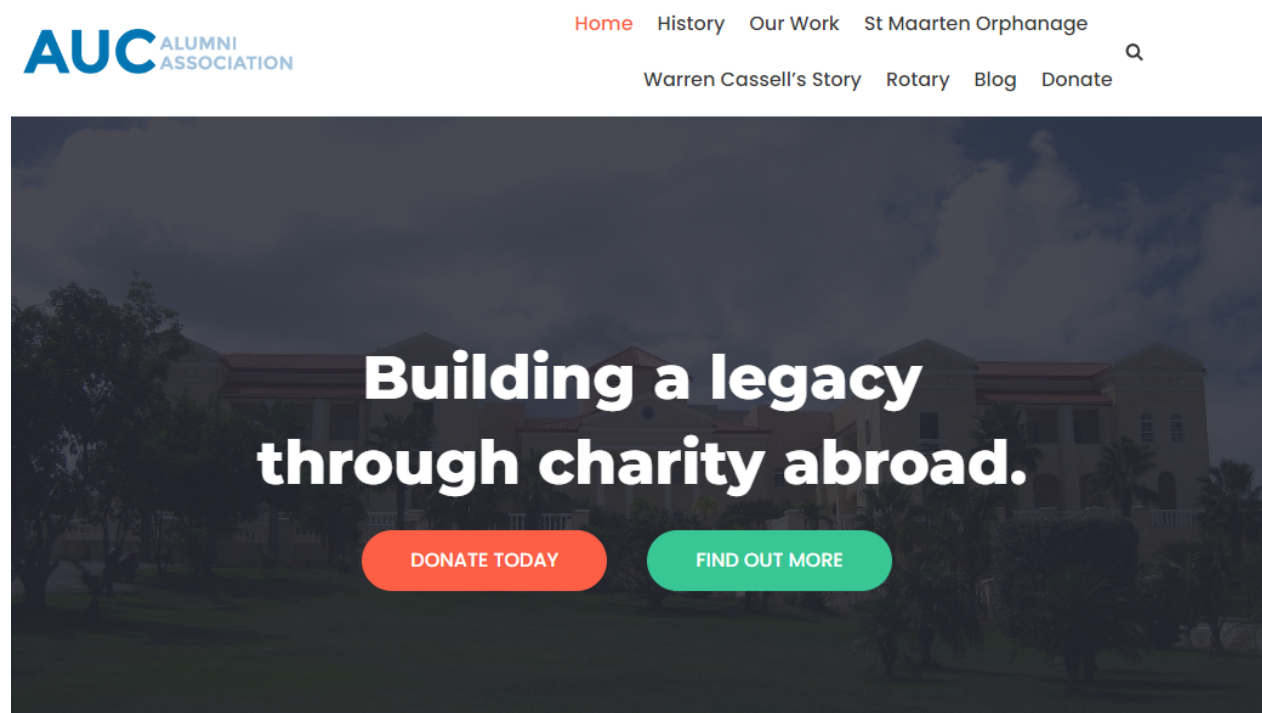 AUC ALUMNI
ASSOCIATION
Home History Our Work St Maarten Orphanage
Warren Cassell’s Story Rotary Blog Donate
Building a legacy
through charity abroad.
DONATE TODAY FIND OUT MORE